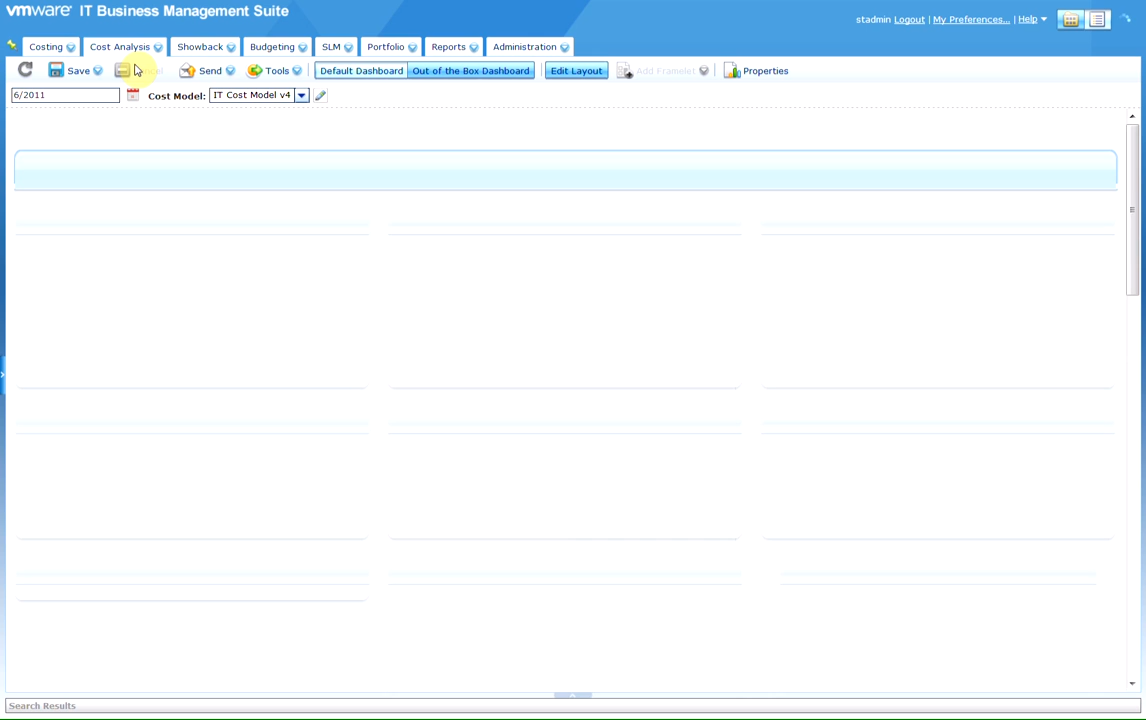 vmware IT Business Management Suite
stadmin Logout | My Preferences... | Help
Costing Cost Analysis Showback Budgeting SLM Portfolio Reports Administration
Save Send Tools Default Dashboard Out of the Box Dashboard Edit Layout Add Framelet Properties
6/2011 Cost Model: IT Cost Model v4
Search Results